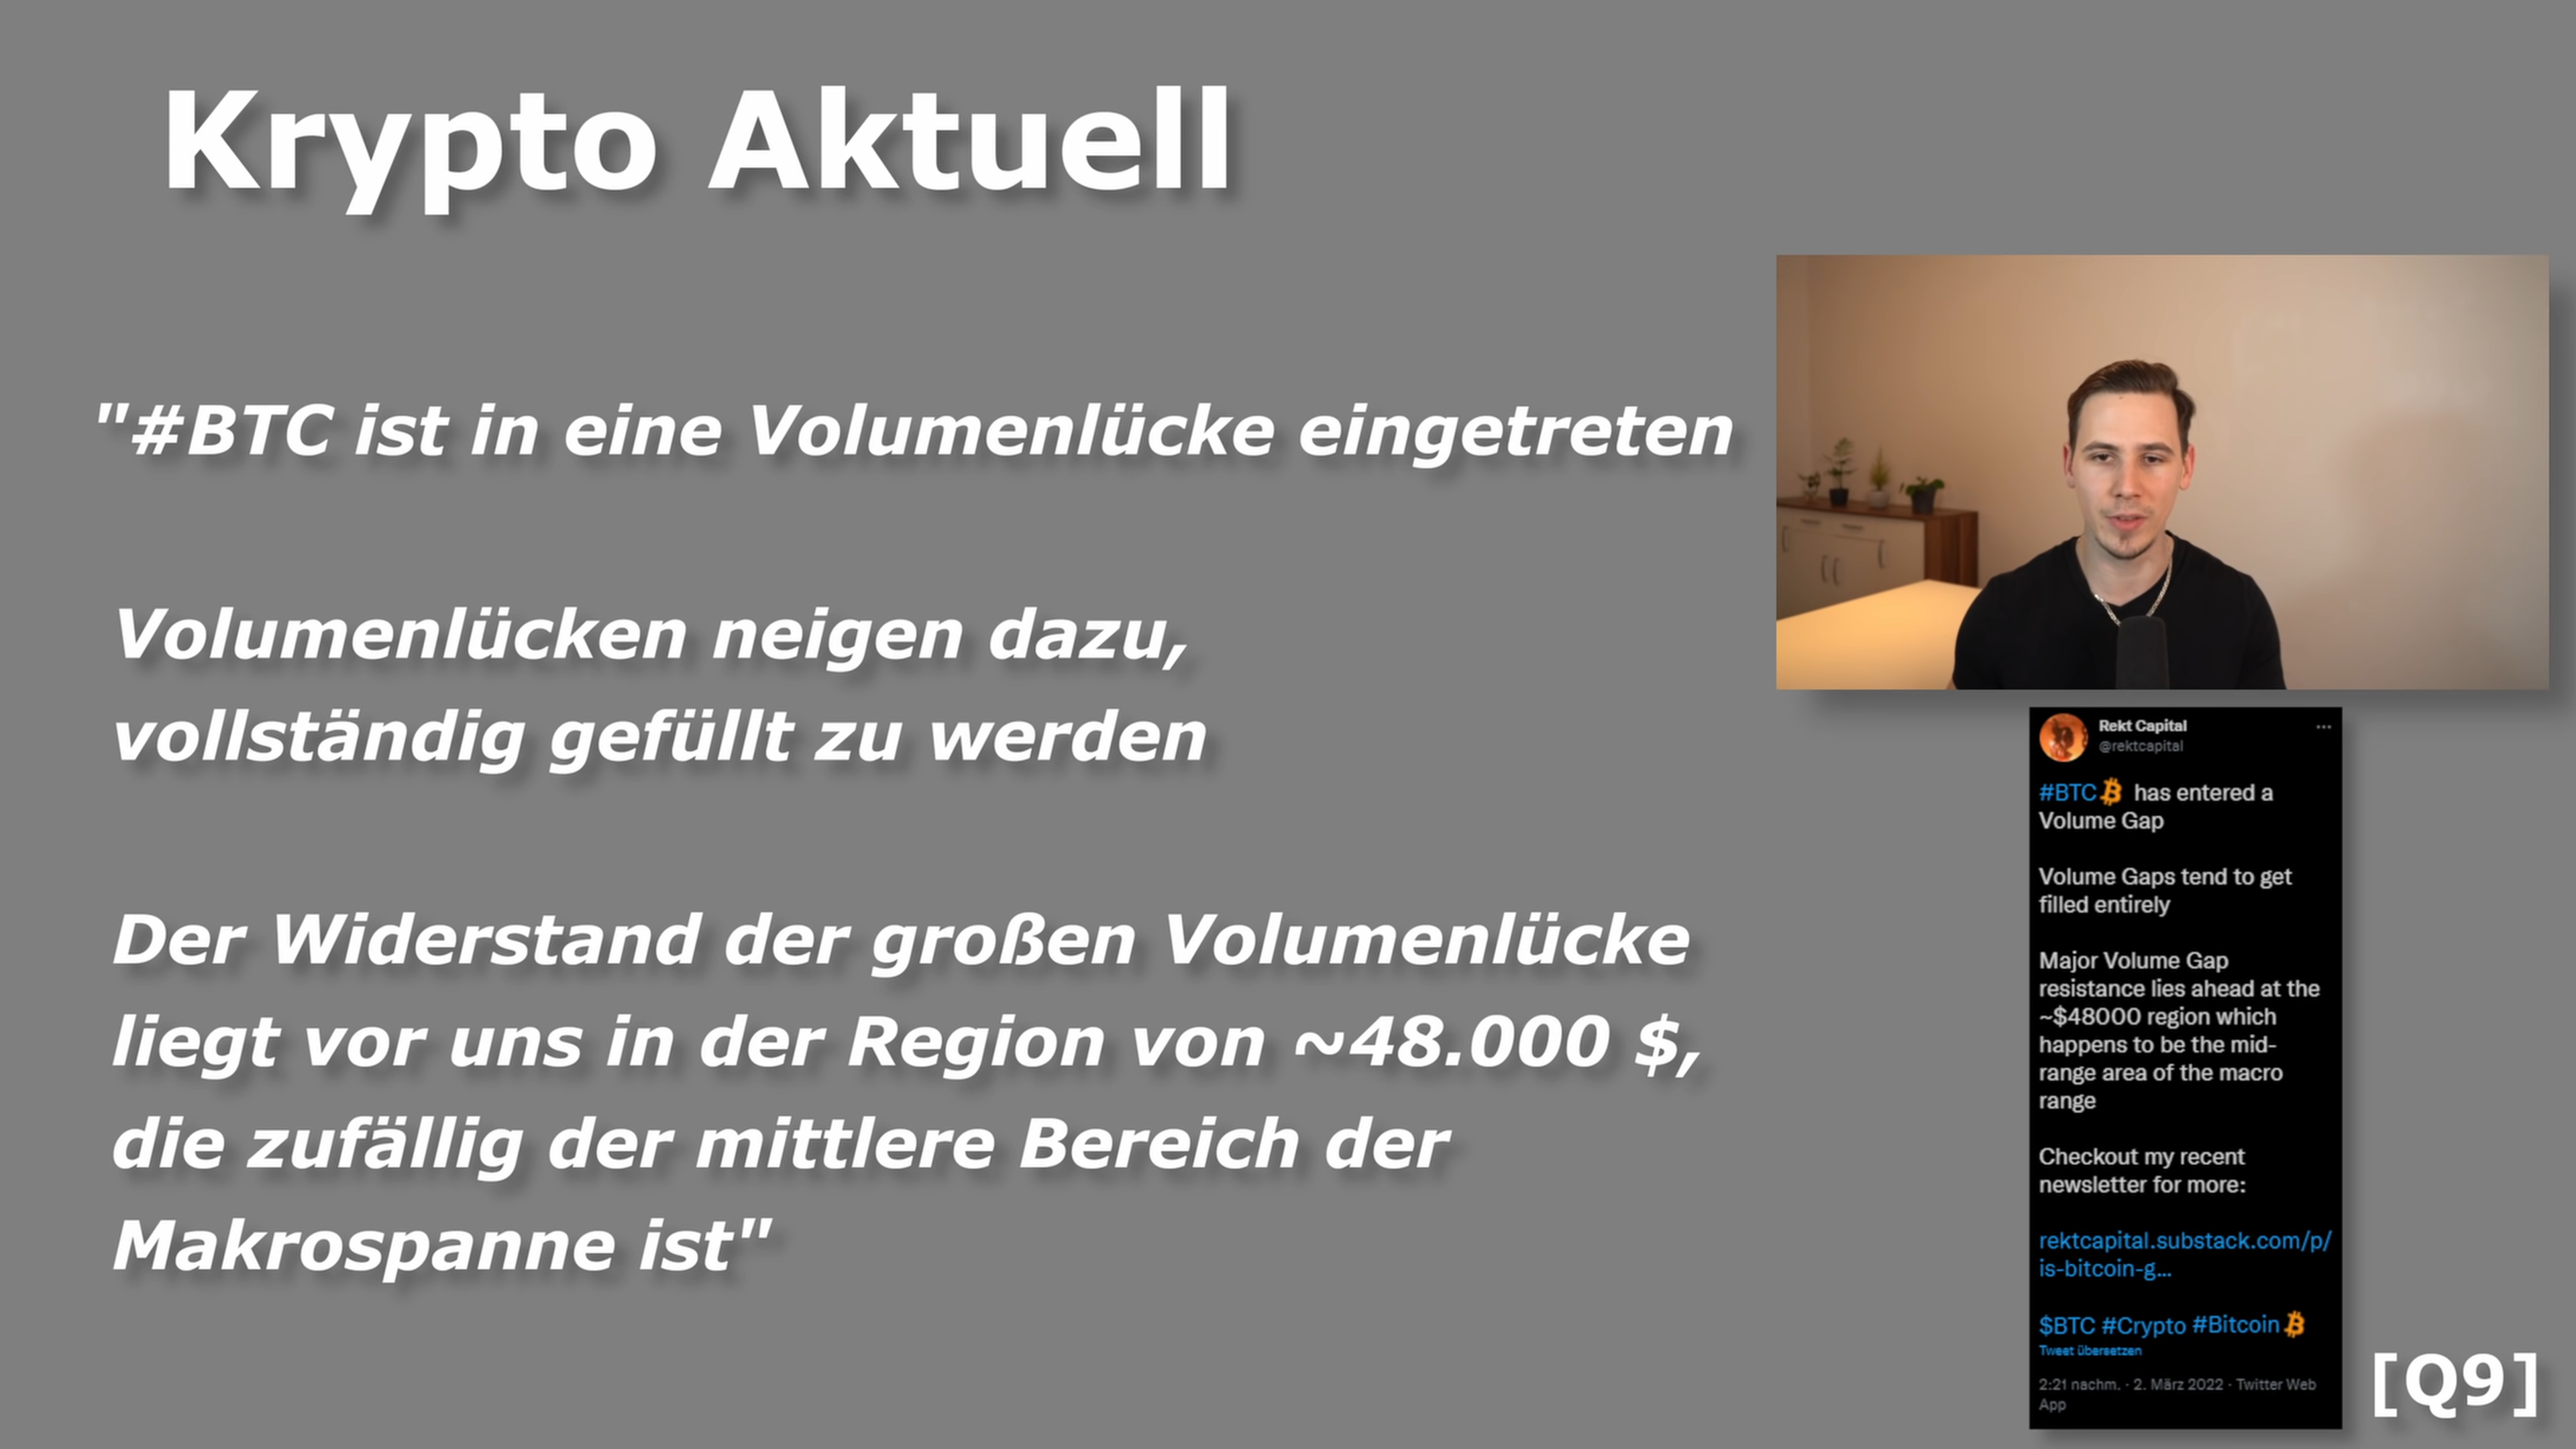 Krypto Aktuell
"#BTC ist in eine Volumenlücke eingetreten
Volumenlücken neigen dazu,
vollständig gefüllt zu werden
Der Widerstand der großen Volumenlücke
liegt vor uns in der Region von ~48.000 $,
die zufällig der mittlere Bereich der
Makrospanne ist"
Rekt Capital
@rektcapital
#BTC has entered a
Volume Gap
Volume Gaps tend to get
filled entirely
Major Volume Gap
resistance lies ahead at the
~$48000 region which
happens to be the mid-
range area of the macro
range
Checkout my recent
newsletter for more:
rektcapital.substack.com/p/
is-bitcoin-g…
$BTC #Crypto #Bitcoin
Tweet übersetzen
2:21 nachm. · 2. März 2022 · Twitter Web
App
[Q9]